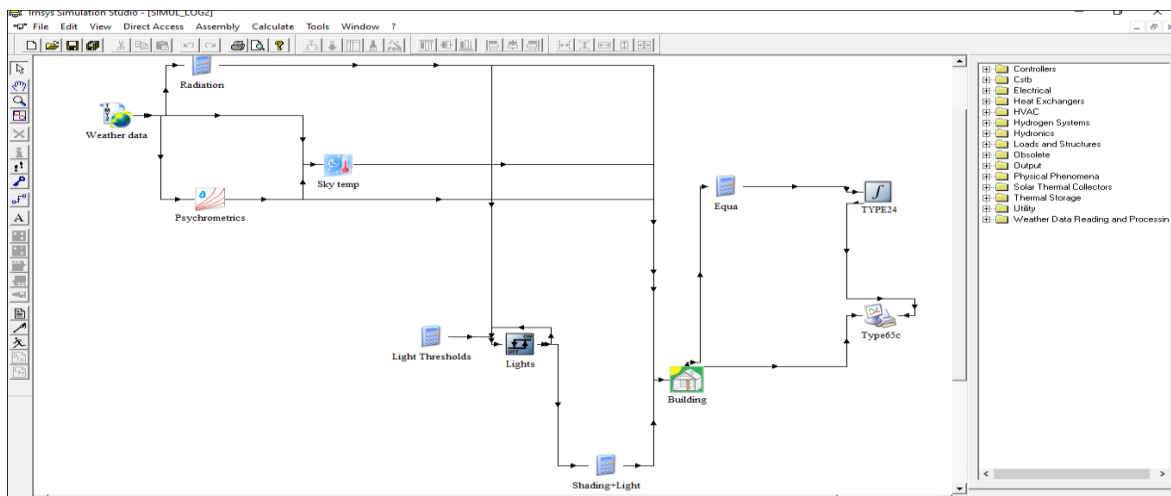 Trnsys Simulation Studio - [SIMUL_LOG2]
File Edit View Direct Access Assembly Calculate Tools Window ?
Radiation
Weather data
Sky temp
Psychrometrics
Equa
TYPE24
Light Thresholds
ON
OFF
Lights
Type65c
Building
Shading+Light
Controllers
Cstb
Electrical
Heat Exchangers
HVAC
Hydrogen Systems
Hydronics
Loads and Structures
Obsolete
Output
Physical Phenomena
Solar Thermal Collectors
Thermal Storage
Utility
Weather Data Reading and Processin